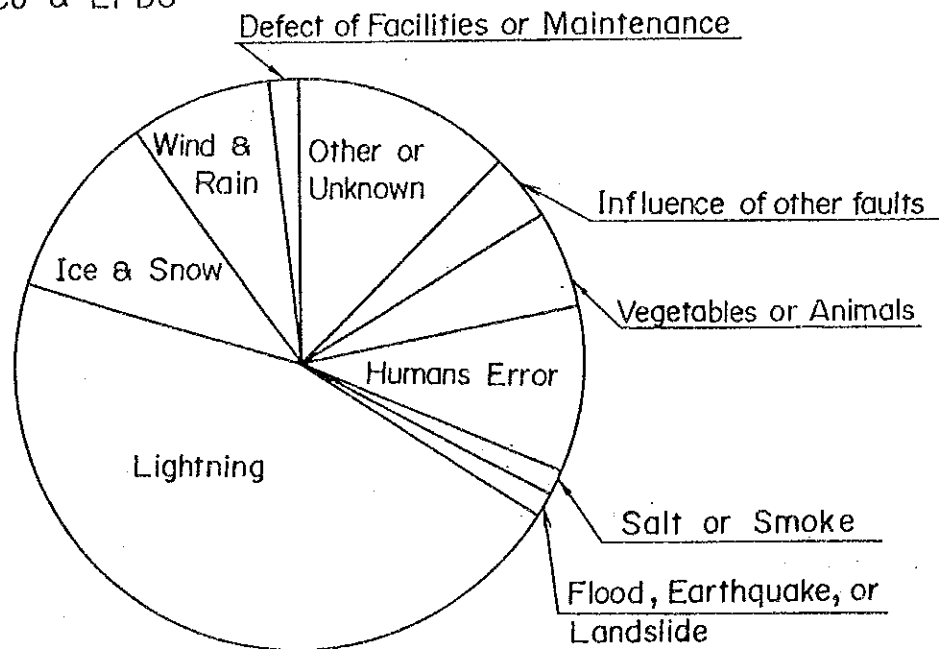 Defect of Facilities or Maintenance
Wind &
Rain
Other or
Unknown
Influence of other faults
Ice & Snow
Vegetables or Animals
Humans Error
Lightning
Salt or Smoke
Flood, Earthquake, or
Landslide